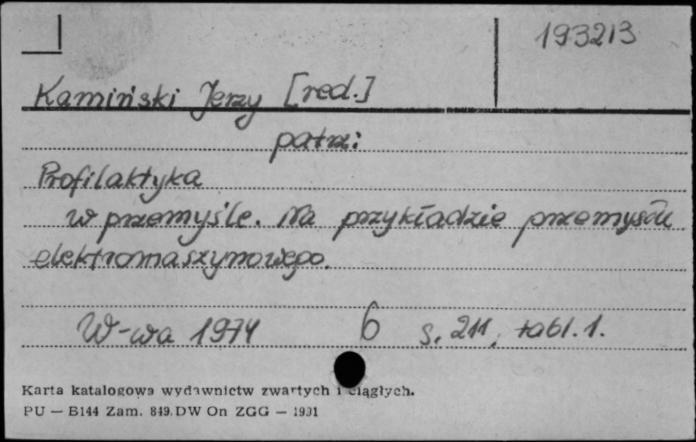 193213
Kamiński Jerzy [red.]
patrz:
Profilaktyka
w przemyśle. Na przykładzie przemysłu
elektromaszynowego.
W-wa 1974 6 s. 211, tabl. 1.
Karta katalogowa wydawnictw zwartych i ciągłych.
PU — B144 Zam. 849. DW On ZGG — 1931